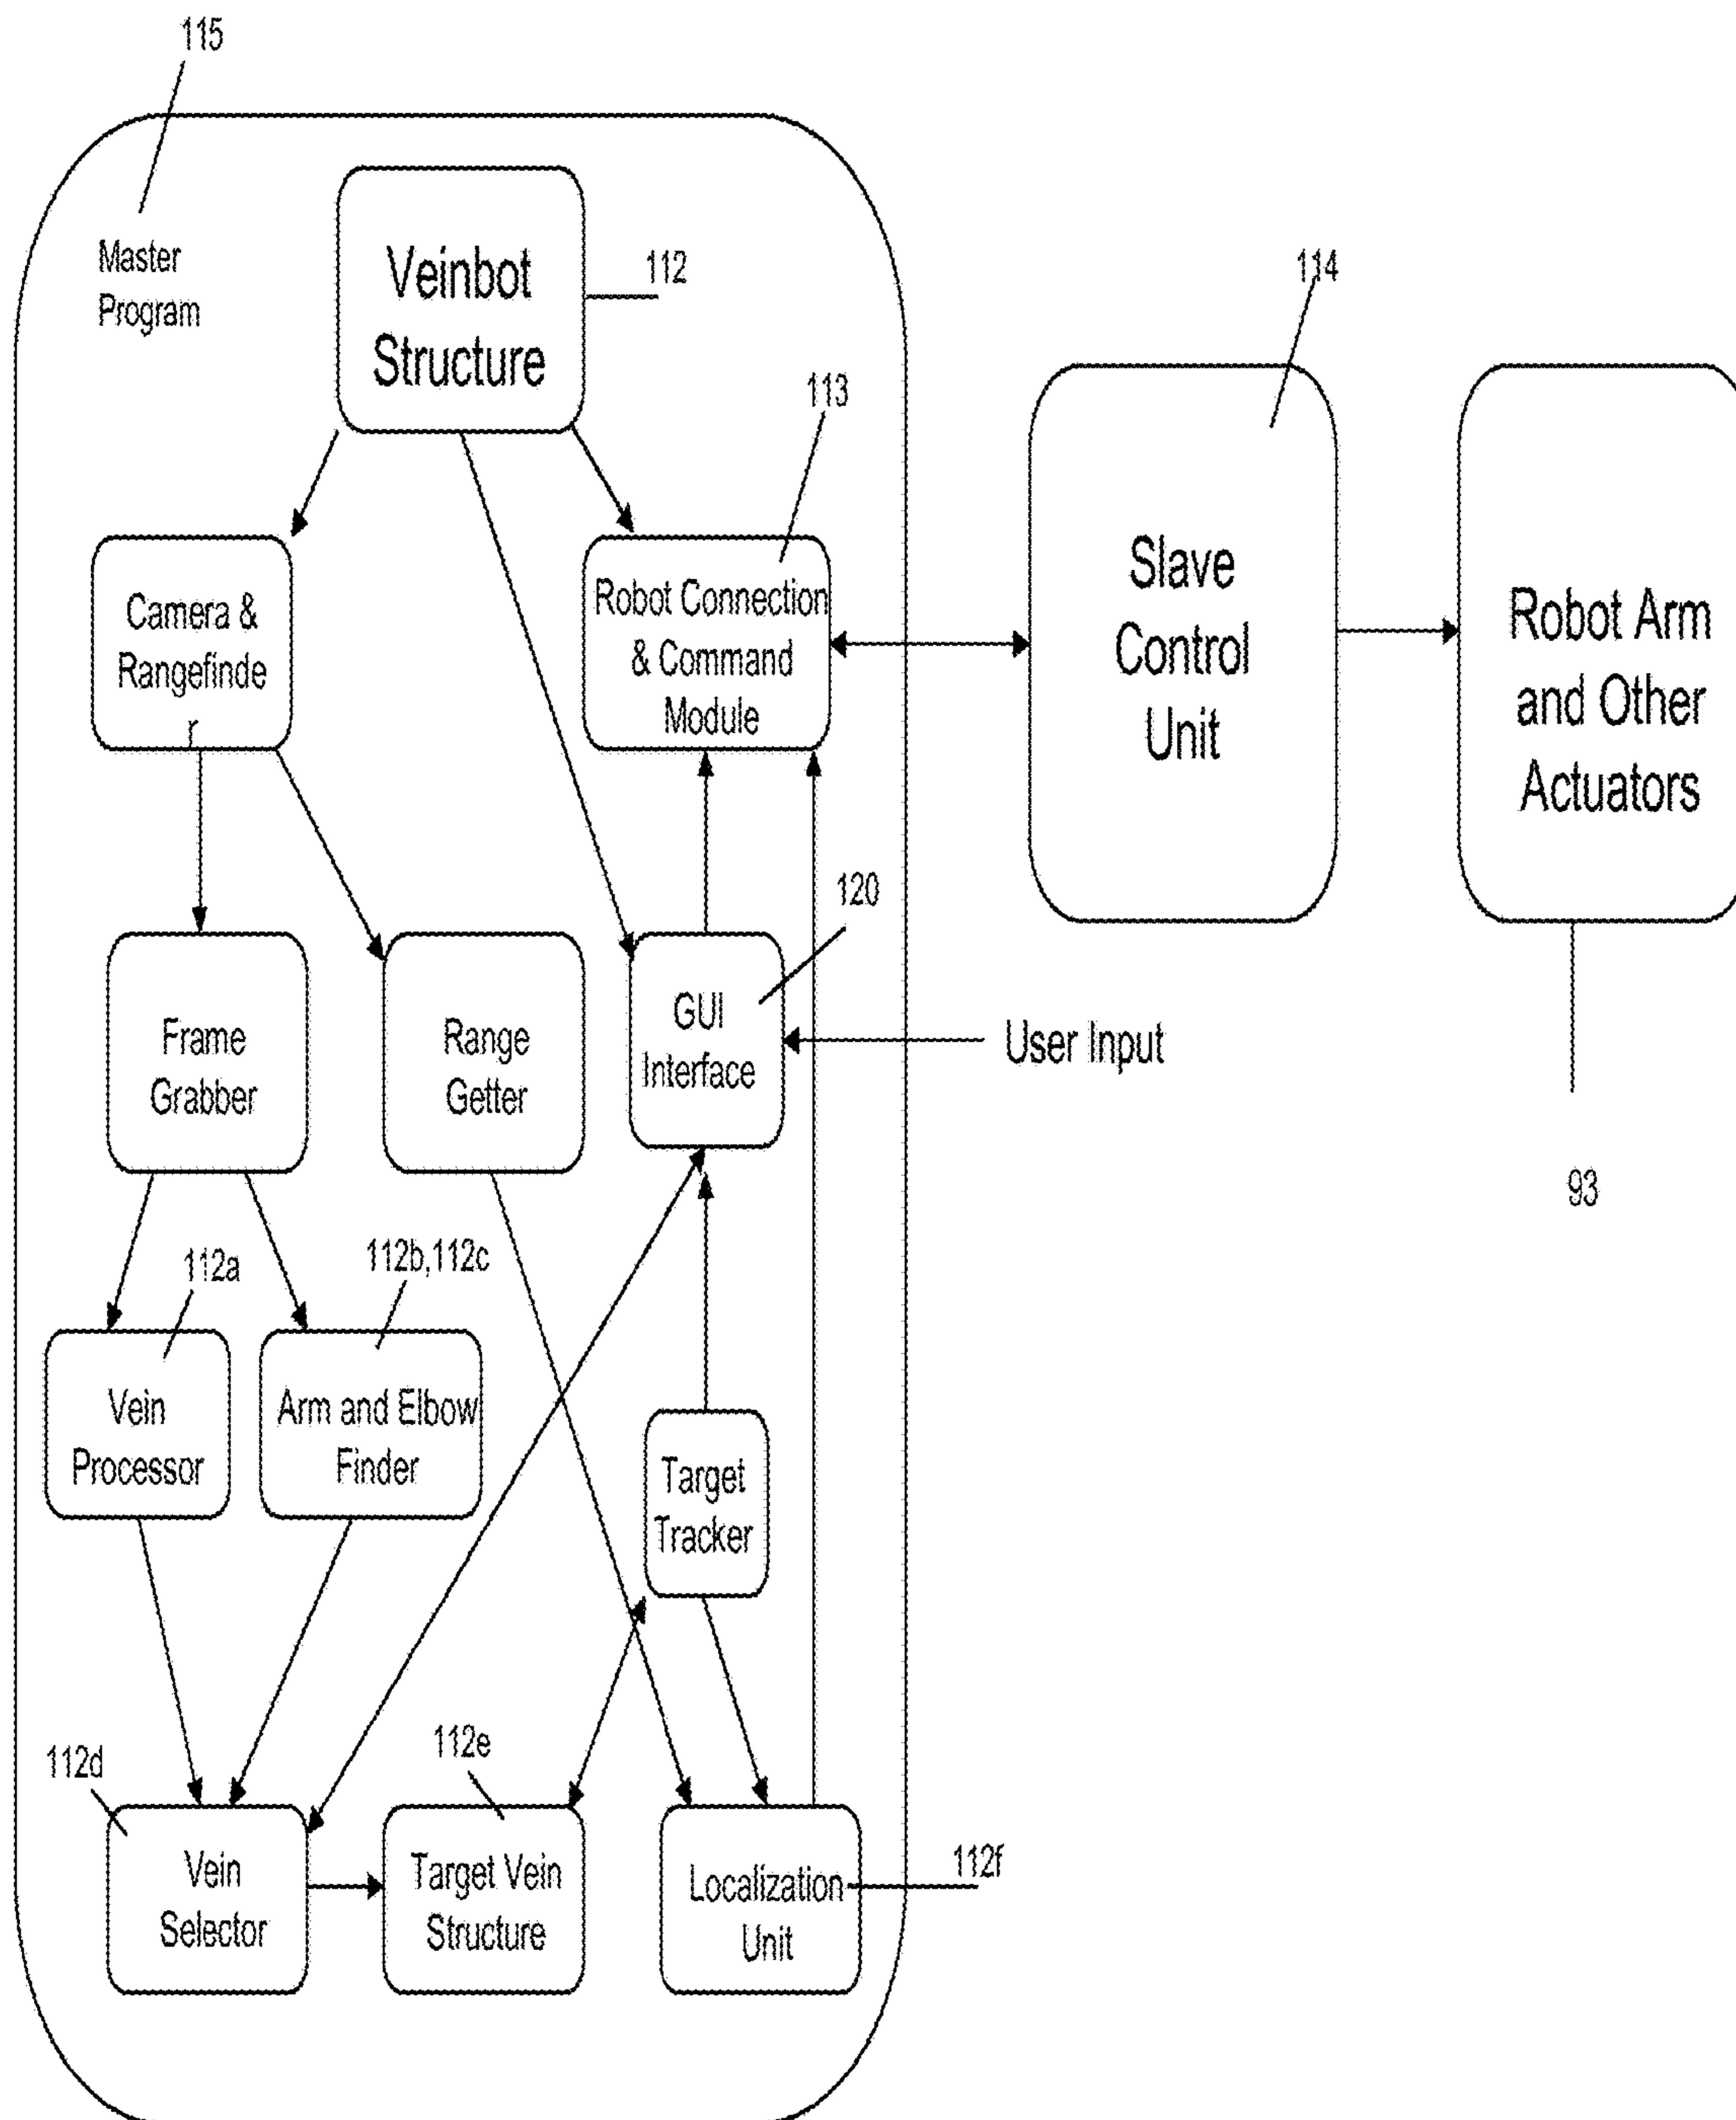 115
Master
Program
Veinbot
Structure
112
114
113
Camera &
Rangefinde
r
Robot Connection
& Command
Module
Slave
Control
Unit
Robot Arm
and Other
Actuators
120
Frame
Grabber
Range
Getter
GUI
Interface
User Input
93
112a
112b,112c
Vein
Processor
Arm and Elbow
Finder
Target
Tracker
112d
112e
112f
Vein
Selector
Target Vein
Structure
Localization
Unit